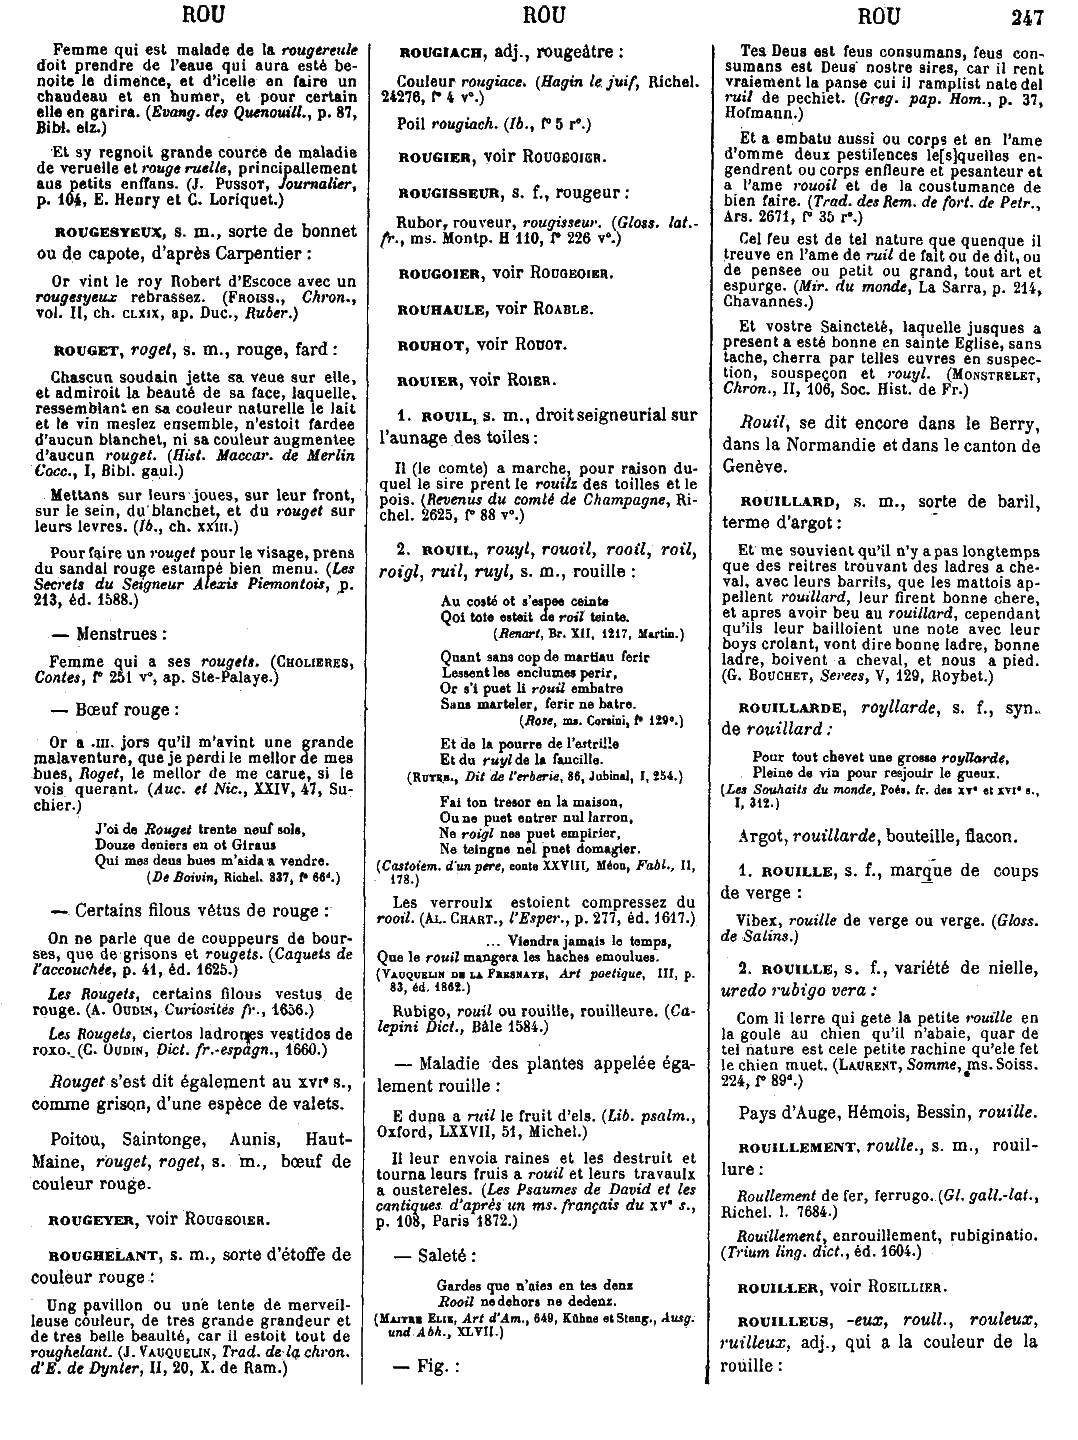 ROU
ROU
ROU
247
Femme qui est malade de la rougereule
doit prendre de l'eaue qui aura esté be-
noite le dimence, et d'icelle en faire un
chaudeau et en humer, et pour certain
elle en garira. (Evang. des Quenouill., p. 87,
Bibl. elz.)
Et sy regnoit grande cource de maladie
de veruelle et rouge ruelle, principallement
aus petits enffans. (J. PUSSOT, Journalier,
p. 104, E. Henry et C. Loriquet.)
ROUGESYEUX, s. m., sorte de bonnet
ou de capote, d'après Carpentier :
Or vint le roy Robert d'Escoce avec un
rougesyeux rebrassez. (FROISS., Chron.,
vol. II, ch. CLXIX, ap. Duc., Ruber.)
ROUGET, roget, s. m., rouge, fard :
Chascun soudain jette sa veue sur elle,
et admiroit la beauté de sa face, laquelle,
ressemblant en sa couleur naturelle le lait
et le vin meslez ensemble, n'estoit fardee
d'aucun blanchet, ni sa couleur augmentee
d'aucun rouget. (Hist. Maccar. de Merlin
Cocc., I, Bibl. gaul.)
Mettans sur leurs joues, sur leur front,
sur le sein, du blanchet, et du rouget sur
leurs levres. (Ib., ch. XXIII.)
Pour faire un rouget pour le visage, prens
du sandal rouge estampé bien menu. (Les
Secrets du Seigneur Alexis Piemontois, p.
213, éd. 1588.)
— Menstrues :
Femme qui a ses rougets. (CHOLIERES,
Contes, f° 251 v°, ap. Ste-Palaye.)
— Bœuf rouge :
Or a .III. jors qu'il m'avint une grande
malaventure, que je perdi le mellor de mes
bues, Roget, le mellor de me carue, si le
vois querant. (Auc. et Nic., XXIV, 47, Su-
chier.)
J'oi de Rouget trente neuf sols,
Douze deniers en ot Giraus
Qui mes deus bues m'aida a vendre.
(De Boivin, Richel. 837, f° 66d.)
— Certains filous vêtus de rouge :
On ne parle que de couppeurs de bour-
ses, que de grisons et rougets. (Caquets de
l'accouchée, p. 41, éd. 1625.)
Les Rougets, certains filous vestus de
rouge. (A. OUDIN, Curiosités fr., 1656.)
Les Rougets, ciertos ladrones vestidos de
roxo. (C. OUDIN, Dict. fr.-espagn., 1660.)
Rouget s'est dit également au XVIe s.,
comme grison, d'une espèce de valets.
Poitou, Saintonge, Aunis, Haut-
Maine, rouget, roget, s. m., bœuf de
couleur rouge.
ROUGEYER, voir ROUGEOIER.
ROUGHELANT, s. m., sorte d'étoffe de
couleur rouge :
Ung pavillon ou une tente de merveil-
leuse couleur, de tres grande grandeur et
de tres belle beaulté, car il estoit tout de
roughelant. (J. VAUQUELIN, Trad. de la chron.
d'E. de Dynter, II, 20, X. de Ram.)
ROUGIACH, adj., rougeâtre :
Couleur rougiace. (Hagin le juif, Richel.
24276, f° 4 v°.)
Poil rougiach. (Ib., f° 5 r°.)
ROUGIER, voir ROUGEOIER.
ROUGISSEUR, s. f., rougeur :
Rubor, rouveur, rougisseur. (Gloss. lat.-
fr., ms. Montp. H 110, f° 226 v°.)
ROUGOIER, voir ROUGEOIER.
ROUHAULE, voir ROABLE.
ROUHOT, voir ROUOT.
ROUIER, voir ROIER.
1. ROUIL, s. m., droit seigneurial sur
l'aunage des toiles :
Il (le comte) a marche, pour raison du-
quel le sire prent le rouilz des toilles et le
pois. (Revenus du comté de Champagne, Ri-
chel. 2625, f° 88 v°.)
2. ROUIL, rouyl, rouoil, rooil, roil,
roigl, ruil, ruyl, s. m., rouille :
Au costé ot s'espee ceinte
Qoi tote estait de roil teinte.
(Renart, Br. XII, 1217, Martin.)
Quant sans cop de martiau ferir
Lessent les enclumes perir,
Or s'i puet li rouil embatre
Sans marteler, ferir ne batre.
(Rose, ms. Corsini, f° 129a.)
Et de la pourre de l'estrille
Et du ruyl de la faucille.
(RUTEB., Dit de l'erberie, 86, Jubinal, I, 254.)
Fai ton tresor en la maison,
Ou ne puet entrer nul larron,
Ne roigl nes puet empirier,
Ne teingne nel puet domagier.
(Castoiem. d'un pere, conte XXVIII, Méon, Fabl., II,
178.)
Les verroulx estoient compressez du
rooil. (AL. CHART., l'Esper., p. 277, éd. 1617.)
... Viendra jamais le temps,
Que le rouil mangera les haches emoulues.
(VAUQUELIN DE LA FRESNAYE, Art poetique, III, p.
83, éd. 1862.)
Rubigo, rouil ou rouille, rouilleure. (Ca-
lepini Dict., Bâle 1584.)
— Maladie des plantes appelée éga-
lement rouille :
E duna a ruil le fruit d'els. (Lib. psalm.,
Oxford, LXXVII, 51, Michel.)
Il leur envoia raines et les destruit et
tourna leurs fruis a rouil et leurs travaulx
a oustereles. (Les Psaumes de David et les
cantiques d'après un ms. français du XVe s.,
p. 108, Paris 1872.)
— Saleté :
Gardes que n'aies en tes denz
Rooil ne dehors ne dedenz.
(MAITRE ELIE, Art d'Am., 649, Kühne et Steng., Ausg.
und Abh., XLVII.)
— Fig. :
Tes Deus est feus consumans, feus con-
sumans est Deus nostre sires, car il rent
vraiement la panse cui il ramplist nate del
ruil de pechiet. (Greg. pap. Hom., p. 37,
Hofmann.)
Et a embatu aussi ou corps et en l'ame
d'omme deux pestilences le[s]quelles en-
gendrent ou corps enfleure et pesanteur et
a l'ame rouoil et de la coustumance de
bien faire. (Trad. des Rem. de fort. de Petr.,
Ars. 2671, f° 35 r°.)
Cel feu est de tel nature que quenque il
treuve en l'ame de ruil de fait ou de dit, ou
de pensee ou petit ou grand, tout art et
espurge. (Mir. du monde, La Sarra, p. 214,
Chavannes.)
Et vostre Saincteté, laquelle jusques a
present a esté bonne en sainte Eglise, sans
tache, cherra par telles euvres en suspec-
tion, souspeçon et rouyl. (MONSTRELET,
Chron., II, 106, Soc. Hist. de Fr.)
Rouil, se dit encore dans le Berry,
dans la Normandie et dans le canton de
Genève.
ROUILLARD, s. m., sorte de baril,
terme d'argot :
Et me souvient qu'il n'y a pas longtemps
que des reitres trouvant des ladres a che-
val, avec leurs barrils, que les mattois ap-
pellent rouillard, leur firent bonne chere,
et apres avoir beu au rouillard, cependant
qu'ils leur bailloient une note avec leur
boys crolant, vont dire bonne ladre, bonne
ladre, boivent a cheval, et nous a pied.
(G. BOUCHET, Serees, V, 129, Roybet.)
ROUILLARDE, royllarde, s. f., syn.
de rouillard :
Pour tout chevet une grosse royllarde,
Pleine de vin pour resjouir le gueux.
(Les Souhaits du monde, Poés. fr. des XVe et XVIe s.,
I, 312.)
Argot, rouillarde, bouteille, flacon.
1. ROUILLE, s. f., marque de coups
de verge :
Vibex, rouille de verge ou verge. (Gloss.
de Salins.)
2. ROUILLE, s. f., variété de nielle,
uredo rubigo vera :
Com li lerre qui gete la petite rouille en
la goule au chien qu'il n'abaie, quar de
tel nature est cele petite rachine qu'ele fet
le chien muet. (LAURENT, Somme, ms. Soiss.
224, f° 89d.)
Pays d'Auge, Hémois, Bessin, rouille.
ROUILLEMENT, roulle., s. m., rouil-
lure :
Roullement de fer, ferrugo. (Gl. gall.-lat.,
Richel. l. 7684.)
Rouillement, enrouillement, rubiginatio.
(Trium ling. dict., éd. 1604.)
ROUILLER, voir ROEILLIER.
ROUILLEUS, -eux, roull., rouleux,
ruilleux, adj., qui a la couleur de la
rouille :